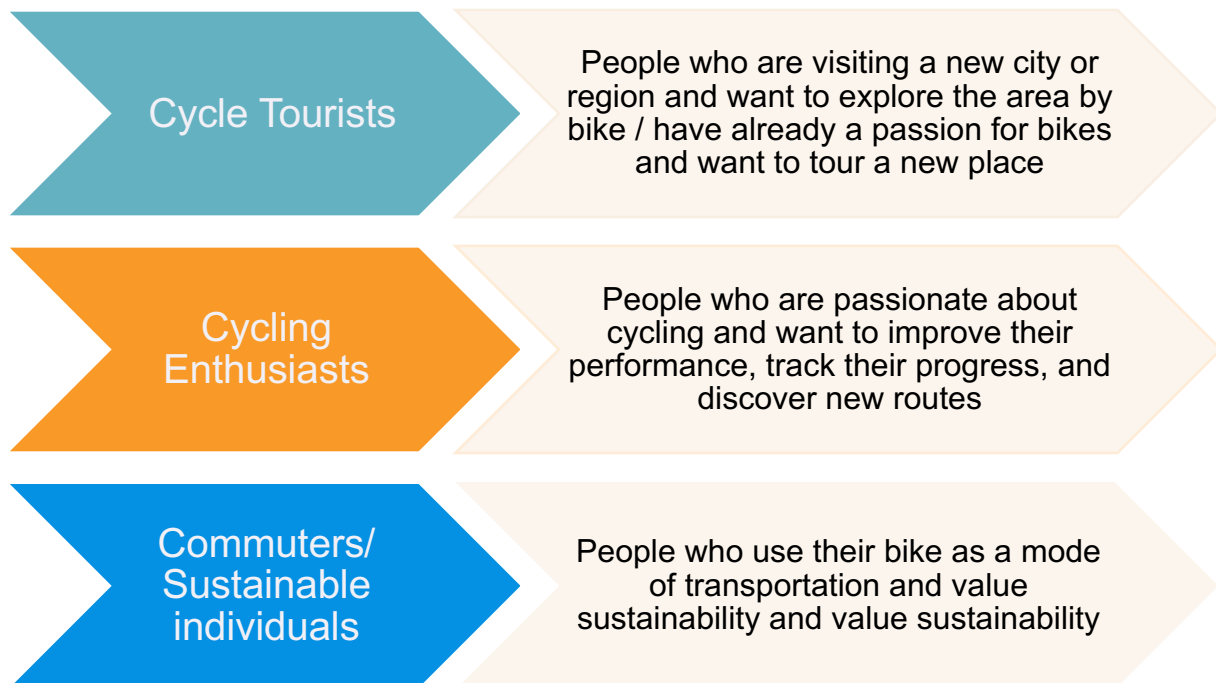 Cycle Tourists
People who are visiting a new city or
region and want to explore the area by
bike / have already a passion for bikes
and want to tour a new place
Cycling
Enthusiasts
People who are passionate about
cycling and want to improve their
performance, track their progress, and
discover new routes
Commuters/
Sustainable
individuals
People who use their bike as a mode
of transportation and value
sustainability and value sustainability